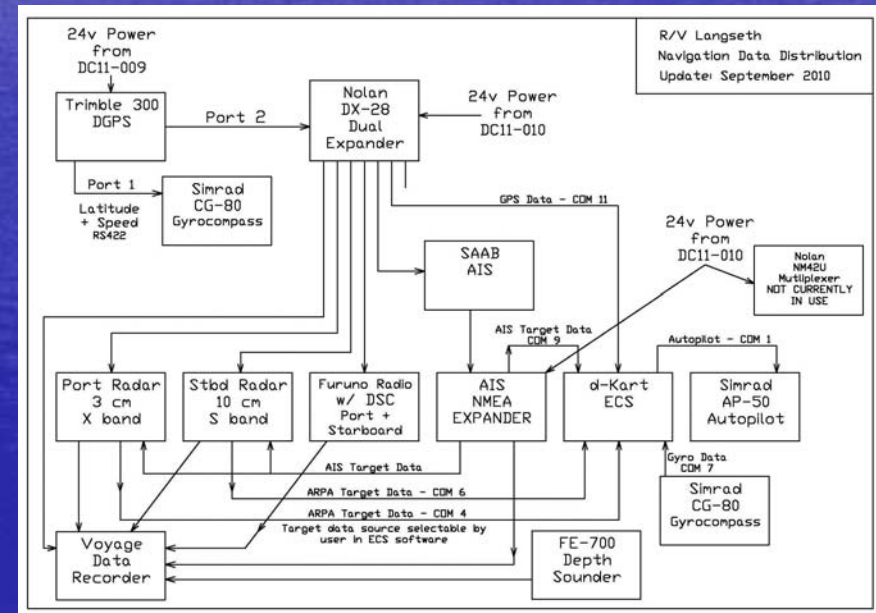 24v Power
from
DC11-009
R/V Langseth
Navigation Data Distribution
Update: September 2010
Trimble 300
DGPS
Port 2
Nolan
DX-28
Dual
Expander
24v Power
from
DC11-010
Port 1
Latitude
+ Speed
RS422
Simrad
CG-80
Gyrocompass
GPS Data - COM 11
SAAB
AIS
24v Power
from
DC11-010
Nolan
NM42U
Mutliplexer
NOT CURRENTLY
IN USE
AIS Target Data
COM 9
Autopilot - COM 1
Port Radar
3 cm
X band
Stbd Radar
10 cm
S band
Furuno Radio
w/ DSC
Port +
Starboard
AIS
NMEA
EXPANDER
d-Kart
ECS
Simrad
AP-50
Autopilot
AIS Target Data
Gyro Data
COM 7
ARPA Target Data - COM 6
ARPA Target Data - COM 4
Target data source selectable by
user in ECS software
Simrad
CG-80
Gyrocompass
Voyage
Data
Recorder
FE-700
Depth
Sounder